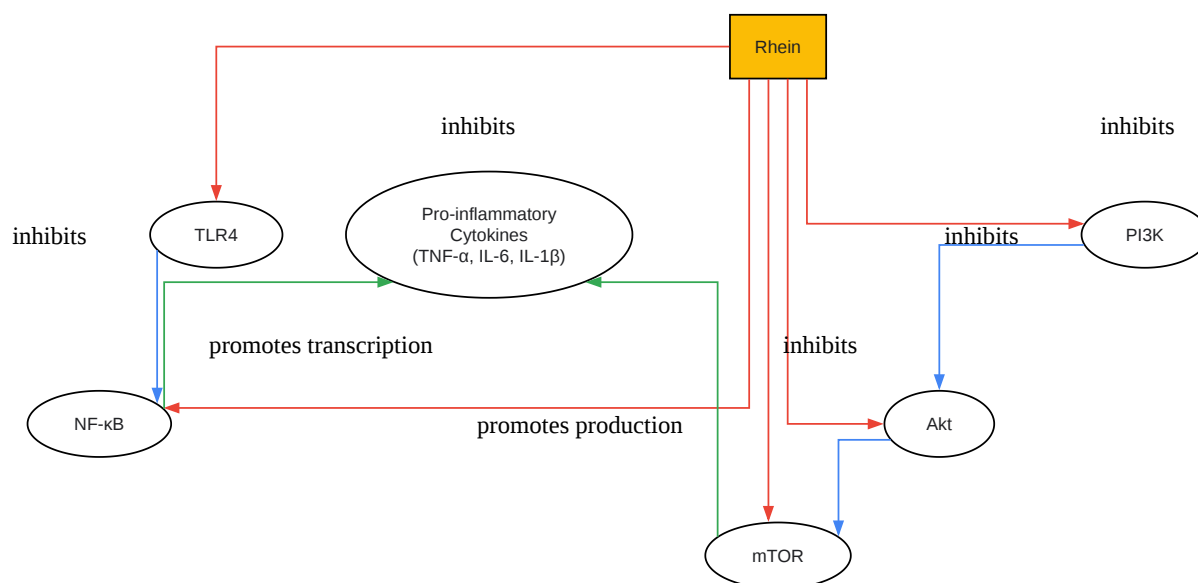 Rhein
inhibits
inhibits
Pro-inflammatory
Cytokines
(TNF-α, IL-6, IL-1β)
TLR4
inhibits
inhibits
PI3K
promotes transcription
inhibits
NF-κB
promotes production
Akt
mTOR